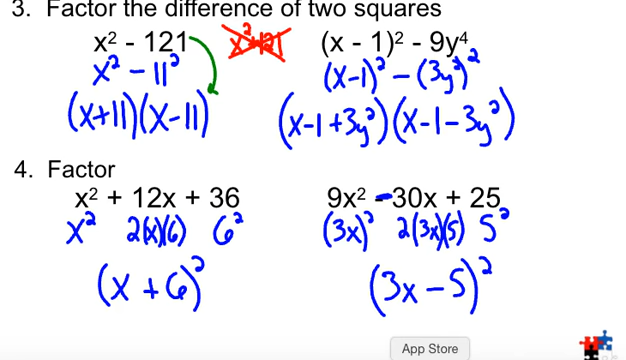 3. Factor the difference of two squares
x² - 121
x² + 121
(x - 1)² - 9y⁴
x² - 11²
(x-1)² - (3y²)²
(x+11)(x-11)
(x-1+3y²)(x-1-3y²)
4. Factor
x² + 12x + 36
9x² - 30x + 25
x² 2(x)(6) 6²
(3x)² 2(3x)(5) 5²
(x + 6)²
(3x - 5)²
App Store